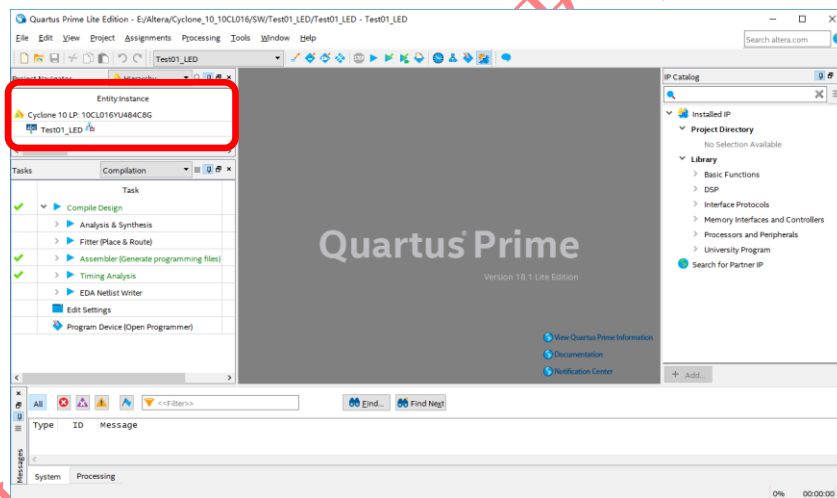 Quartus Prime Lite Edition - E:/Altera/Cyclone_10_10CL016/SW/Test01_LED/Test01_LED - Test01_LED
File Edit View Project Assignments Processing Tools Window Help
Search altera.com
Test01_LED
Project Navigator Hierarchy
Entity:Instance
Cyclone 10 LP: 10CL016YU484C8G
Test01_LED
Tasks Compilation
Task
Compile Design
Analysis & Synthesis
Fitter (Place & Route)
Assembler (Generate programming files)
Timing Analysis
EDA Netlist Writer
Edit Settings
Program Device (Open Programmer)
Quartus Prime
Version 18.1 Lite Edition
View Quartus Prime Information
Documentation
Notification Center
IP Catalog
Installed IP
Project Directory
No Selection Available
Library
Basic Functions
DSP
Interface Protocols
Memory Interfaces and Controllers
Processors and Peripherals
University Program
Search for Partner IP
+ Add...
All <<Filter>> Find... Find Next
Type ID Message
Messages
System Processing
0% 00:00:00